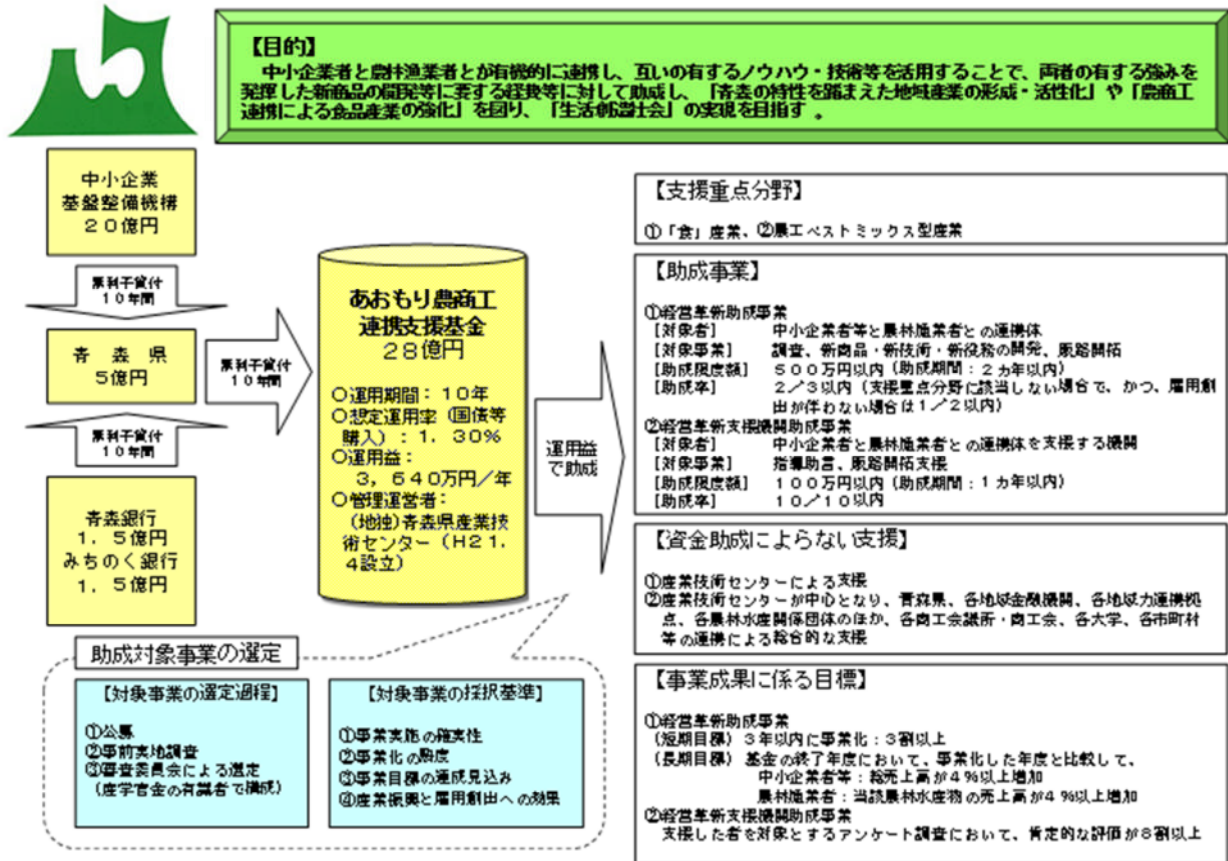 【目的】
中小企業者と農林漁業者とが有機的に連携し、互いの有するノウハウ・技術等を活用することで、両者の有する強みを
発揮した新商品の開発等に要する経費等に対して助成し、「青森の特性を踏まえた地域産業の形成・活性化」や「農商工
連携による食品産業の強化」を図り、「生活創造社会」の実現を目指す。
中小企業
基盤整備機構
20億円
無利子貸付
10年間
青森県
5億円
無利子貸付
10年間
無利子貸付
10年間
青森銀行
1.5億円
みちのく銀行
1.5億円
あおもり農商工
連携支援基金
28億円
○運用期間：10年
○想定運用率（国債等
購入）：1.30%
○運用益：
3,640万円/年
○管理運営者：
（地独）青森県産業技
術センター（H21.
4設立）
運用益
で助成
【支援重点分野】
①「食」産業、②農工ベストミックス型産業
【助成事業】
①経営革新助成事業
[対象者] 中小企業者等と農林漁業者との連携体
[対象事業] 調査、新商品・新技術・新役務の開発、販路開拓
[助成限度額] 500万円以内（助成期間：2ヵ年以内）
[助成率] 2/3以内（支援重点分野に該当しない場合で、かつ、雇用創
出が伴わない場合は1/2以内）
②経営革新支援機関助成事業
[対象者] 中小企業者と農林漁業者との連携体を支援する機関
[対象事業] 指導助言、販路開拓支援
[助成限度額] 100万円以内（助成期間：1ヵ年以内）
[助成率] 10/10以内
【資金助成によらない支援】
①産業技術センターによる支援
②産業技術センターが中心となり、青森県、各地域金融機関、各地域力連携拠
点、各農林水産関係団体のほか、各商工会議所・商工会、各大学、各市町村
等の連携による総合的な支援
【事業成果に係る目標】
①経営革新助成事業
（短期目標）3年以内に事業化：3割以上
（長期目標）基金の終了年度において、事業化した年度と比較して、
中小企業者等：総売上高が4%以上増加
農林漁業者：当該農林水産物の売上高が4%以上増加
②経営革新支援機関助成事業
支援した者を対象とするアンケート調査において、肯定的な評価が8割以上
助成対象事業の選定
【対象事業の選定過程】
①公募
②事前実地調査
③審査委員会による選定
（産学官金の有識者で構成）
【対象事業の採択基準】
①事業実施の確実性
②事業化の熟度
③事業目標の達成見込み
④産業振興と雇用創出への効果